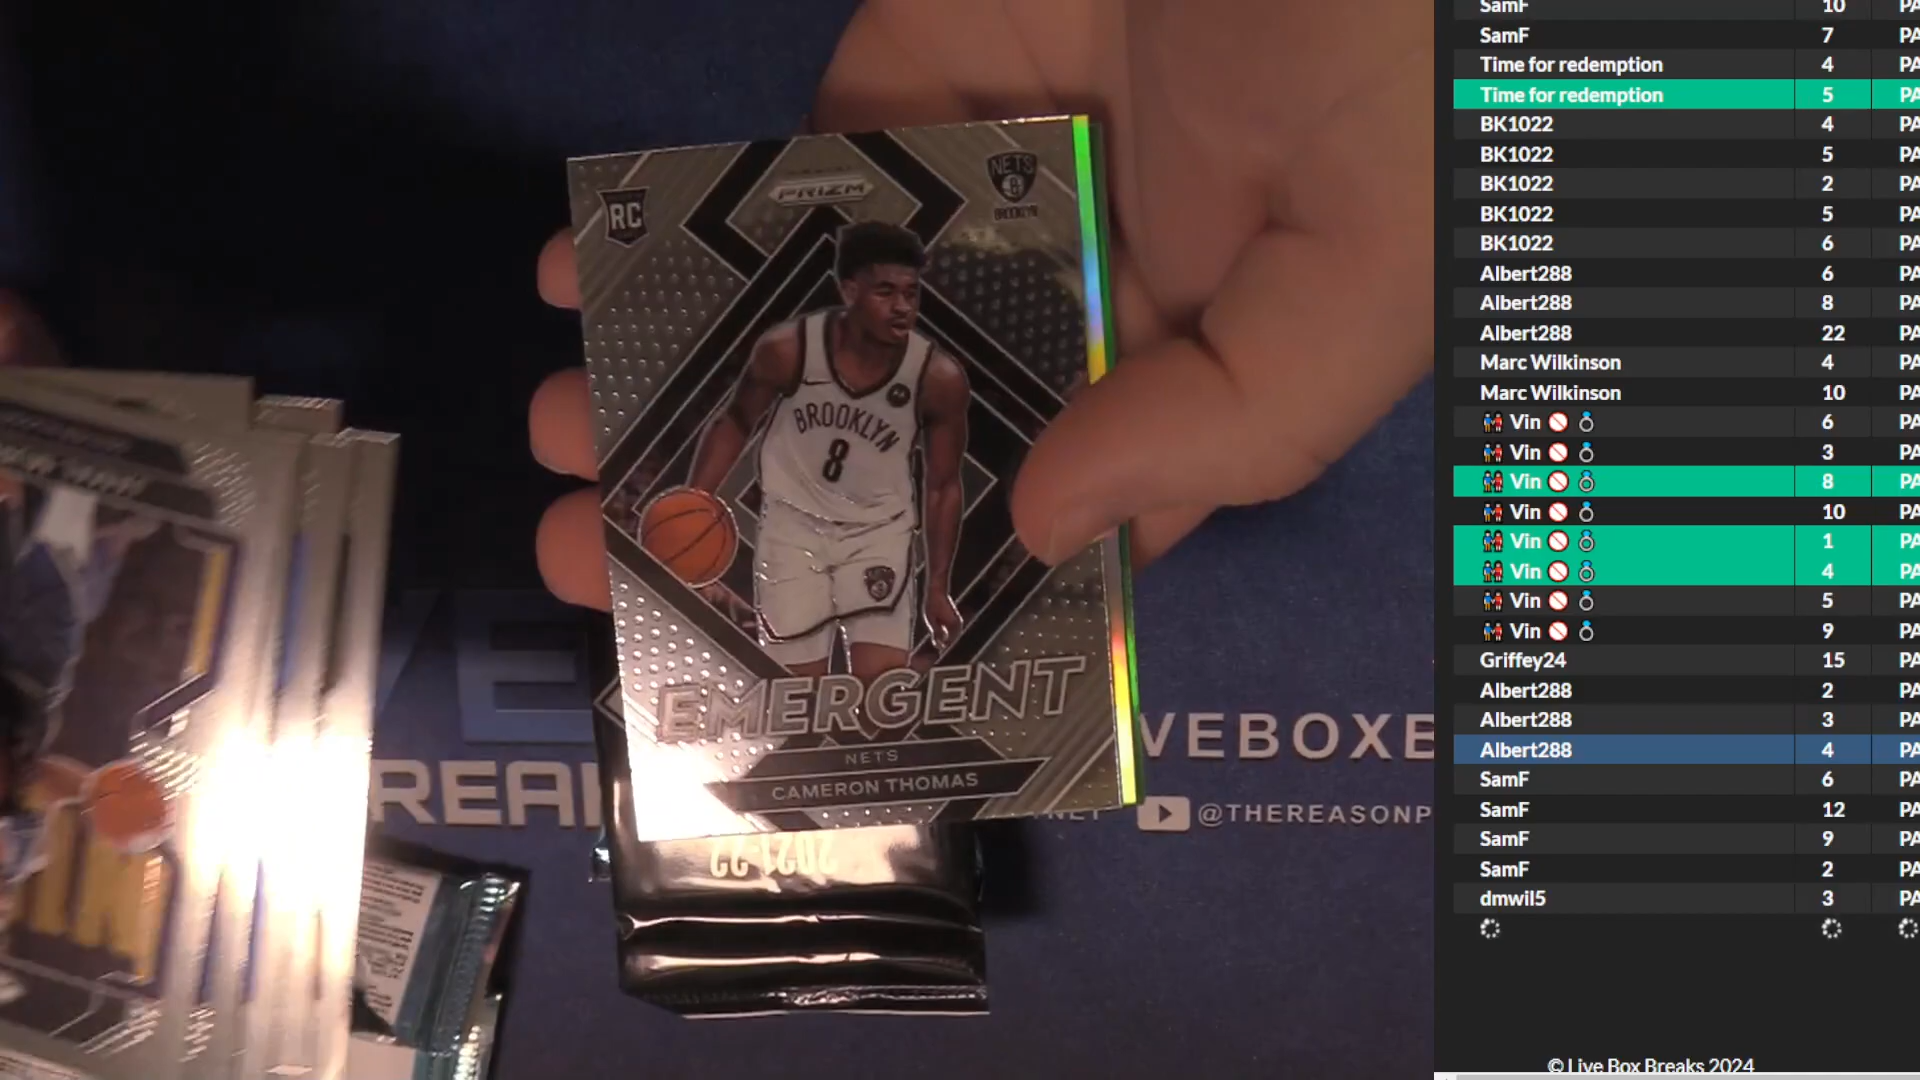 RC
PRIZM
NETS
BROOKLYN
BROOKLYN
8
EMERGENT
NETS
CAMERON THOMAS
2021-22
REA
VEBOXB
@THEREASONP
SamF 10 PA
SamF 7 PA
Time for redemption 4 PA
Time for redemption 5 PA
BK1022 4 PA
BK1022 5 PA
BK1022 2 PA
BK1022 5 PA
BK1022 6 PA
Albert288 6 PA
Albert288 8 PA
Albert288 22 PA
Marc Wilkinson 4 PA
Marc Wilkinson 10 PA
👫 Vin 🚫 💍 6 PA
👫 Vin 🚫 💍 3 PA
👫 Vin 🚫 💍 8 PA
👫 Vin 🚫 💍 10 PA
👫 Vin 🚫 💍 1 PA
👫 Vin 🚫 💍 4 PA
👫 Vin 🚫 💍 5 PA
👫 Vin 🚫 💍 9 PA
Griffey24 15 PA
Albert288 2 PA
Albert288 3 PA
Albert288 4 PA
SamF 6 PA
SamF 12 PA
SamF 9 PA
SamF 2 PA
dmwil5 3 PA
© Live Box Breaks 2024